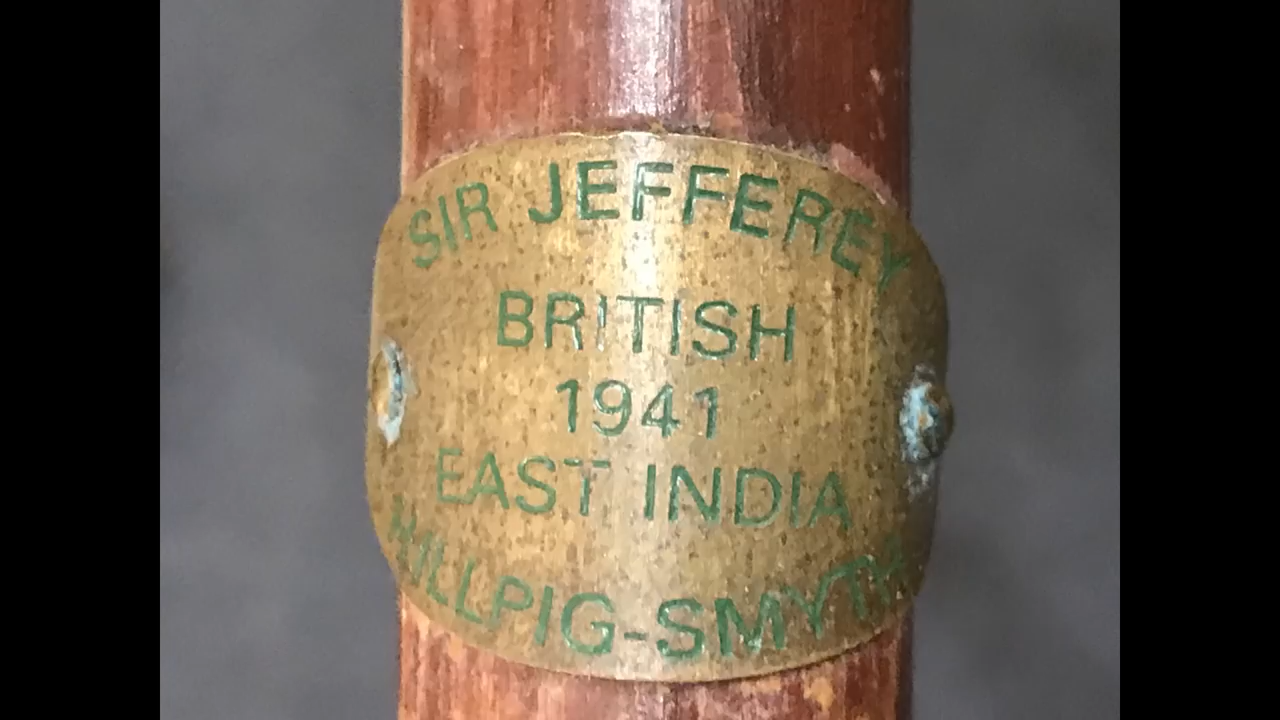 SIR JEFFEREY
BRITISH
1941
EAST INDIA
HILLPIG-SMYTH